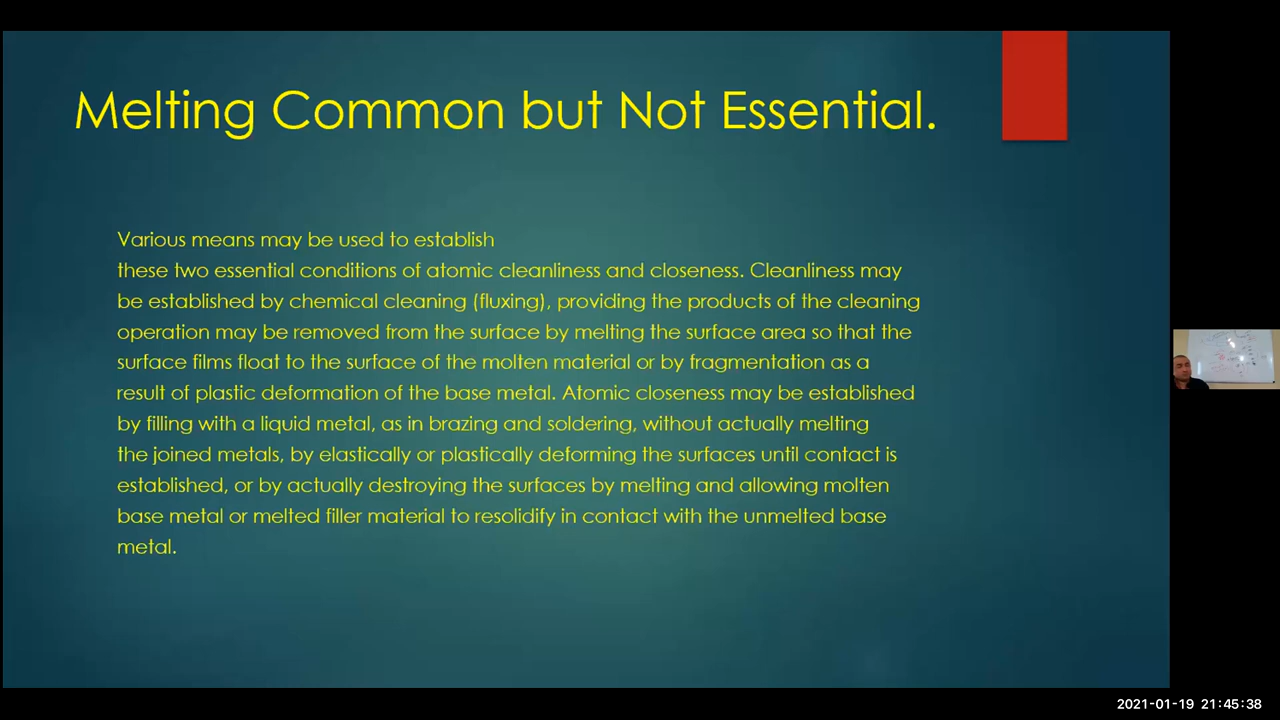 Melting Common but Not Essential.
Various means may be used to establish
these two essential conditions of atomic cleanliness and closeness. Cleanliness may
be established by chemical cleaning (fluxing), providing the products of the cleaning
operation may be removed from the surface by melting the surface area so that the
surface films float to the surface of the molten material or by fragmentation as a
result of plastic deformation of the base metal. Atomic closeness may be established
by filling with a liquid metal, as in brazing and soldering, without actually melting
the joined metals, by elastically or plastically deforming the surfaces until contact is
established, or by actually destroying the surfaces by melting and allowing molten
base metal or melted filler material to resolidify in contact with the unmelted base
metal.
2021-01-19 21:45:38